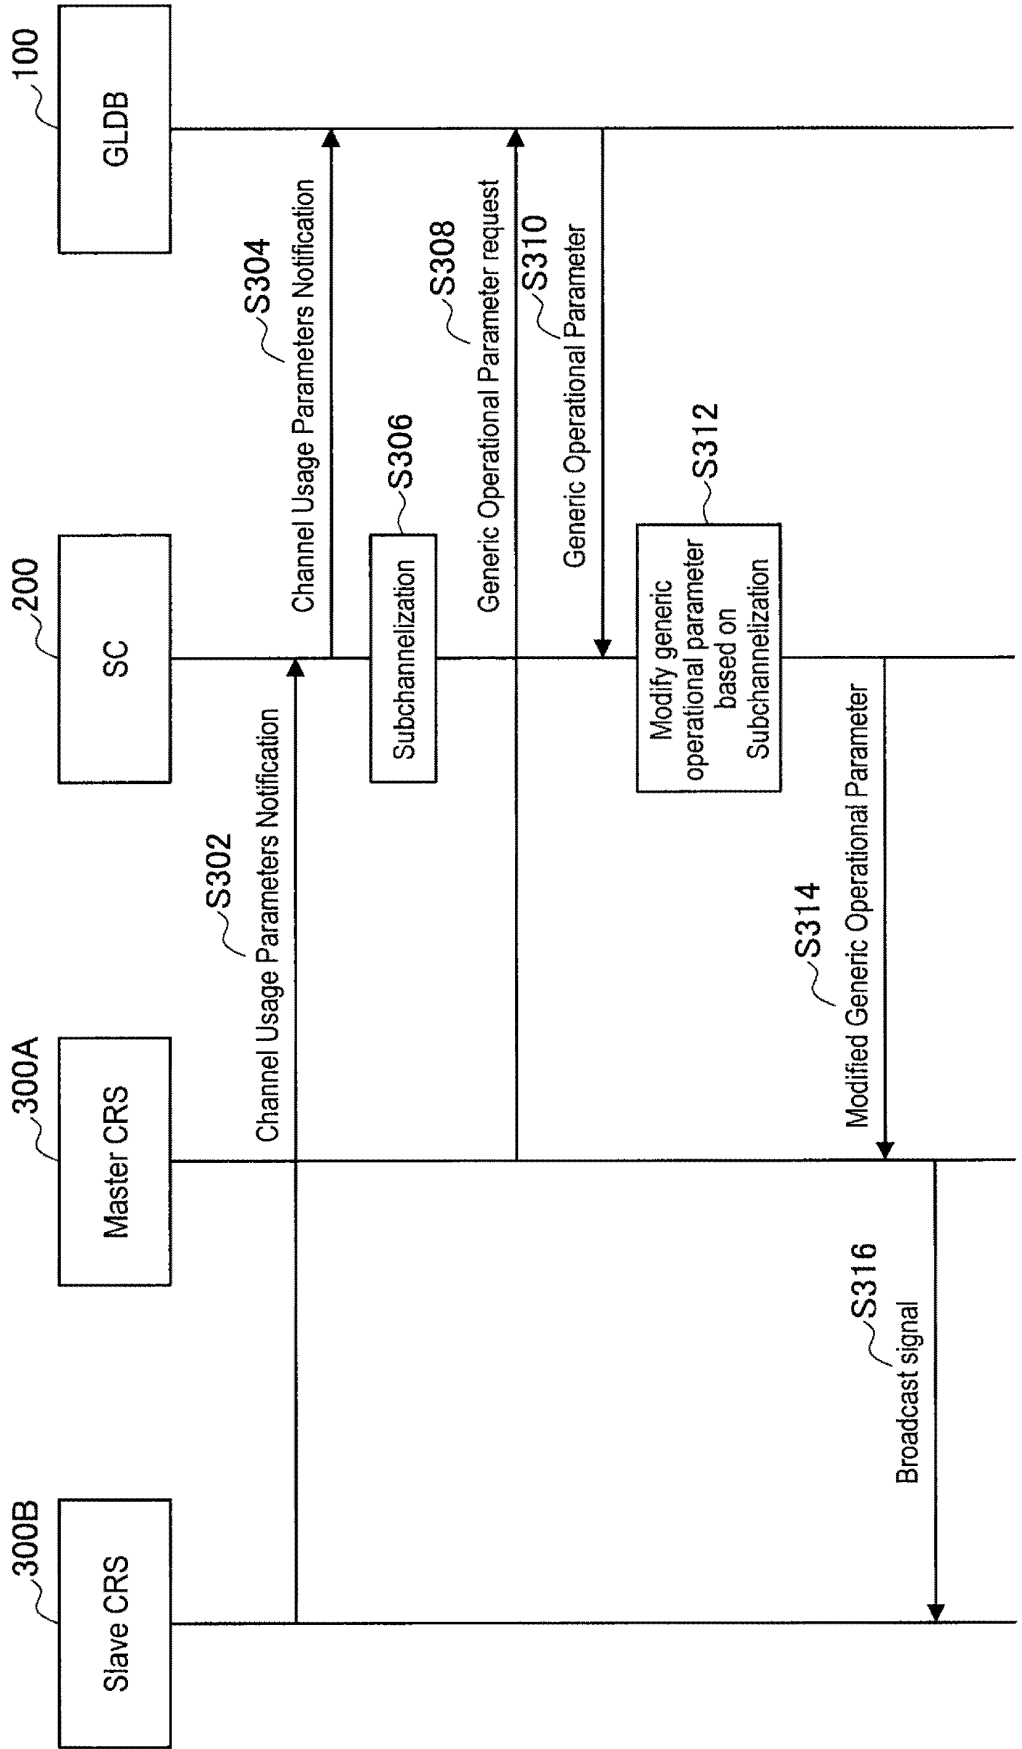 300B
Slave CRS
300A
Master CRS
200
SC
100
GLDB
S302
Channel Usage Parameters Notification
S304
Channel Usage Parameters Notification
S306
Subchannelization
S308
Generic Operational Parameter request
S310
Generic Operational Parameter
S312
Modify generic
operational parameter
based on
Subchannelization
S314
Modified Generic Operational Parameter
S316
Broadcast signal